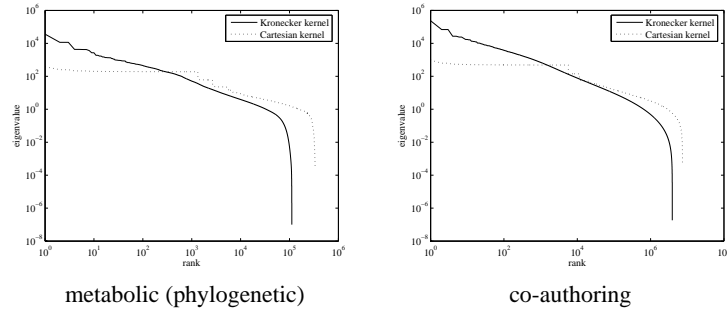 10^6
10^4
10^2
10^0
10^-2
10^-4
10^-6
10^-8
eigenvalue
Kronecker kernel
Cartesian kernel
10^0 10^1 10^2 10^3 10^4 10^5 10^6
rank
metabolic (phylogenetic)
10^6
10^4
10^2
10^0
10^-2
10^-4
10^-6
10^-8
eigenvalue
Kronecker kernel
Cartesian kernel
10^0 10^2 10^4 10^6 10^8
rank
co-authoring